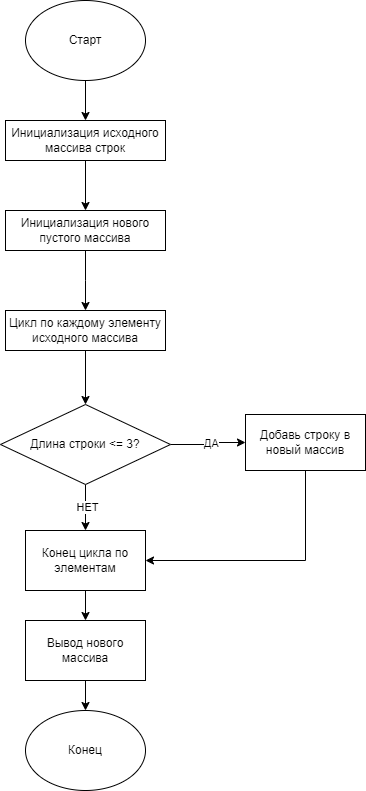 Старт
Инициализация исходного
массива строк
Инициализация нового
пустого массива
Цикл по каждому элементу
исходного массива
Длина строки <= 3?
ДА
Добавь строку в
новый массив
НЕТ
Конец цикла по
элементам
Вывод нового
массива
Конец